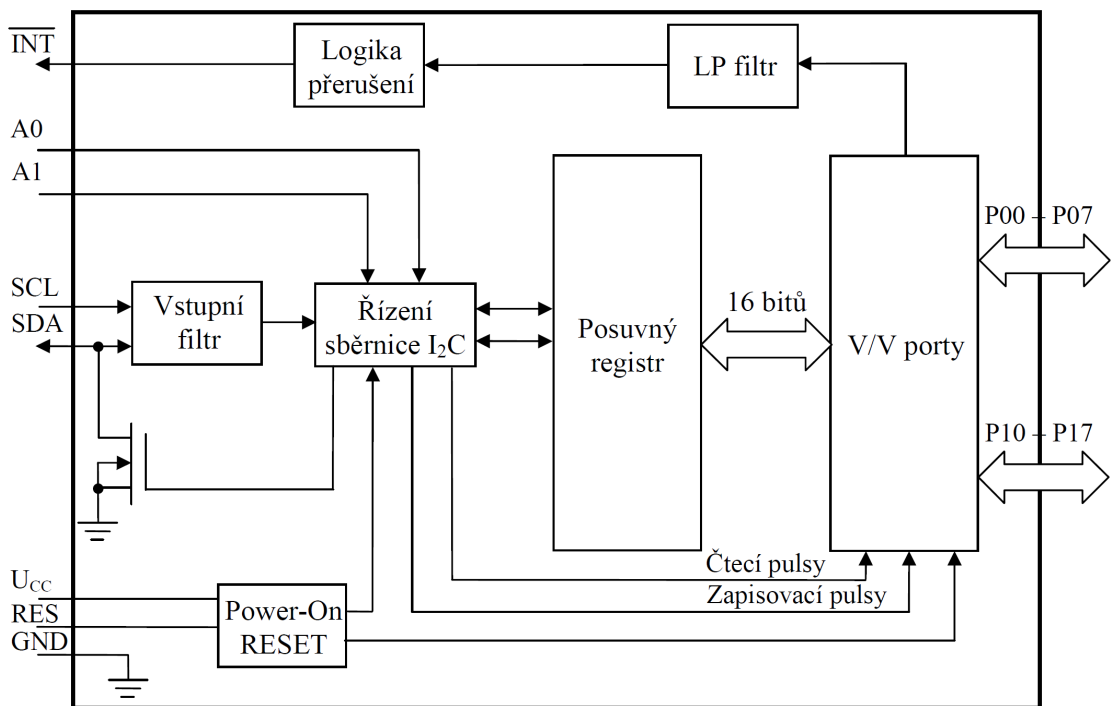 INT
Logika
přerušení
LP filtr
A0
A1
P00 – P07
SCL
SDA
Vstupní
filtr
Řízení
sběrnice I₂C
Posuvný
registr
16 bitů
V/V porty
P10 – P17
Čtecí pulsy
Zapisovací pulsy
UCC
RES
GND
Power-On
RESET